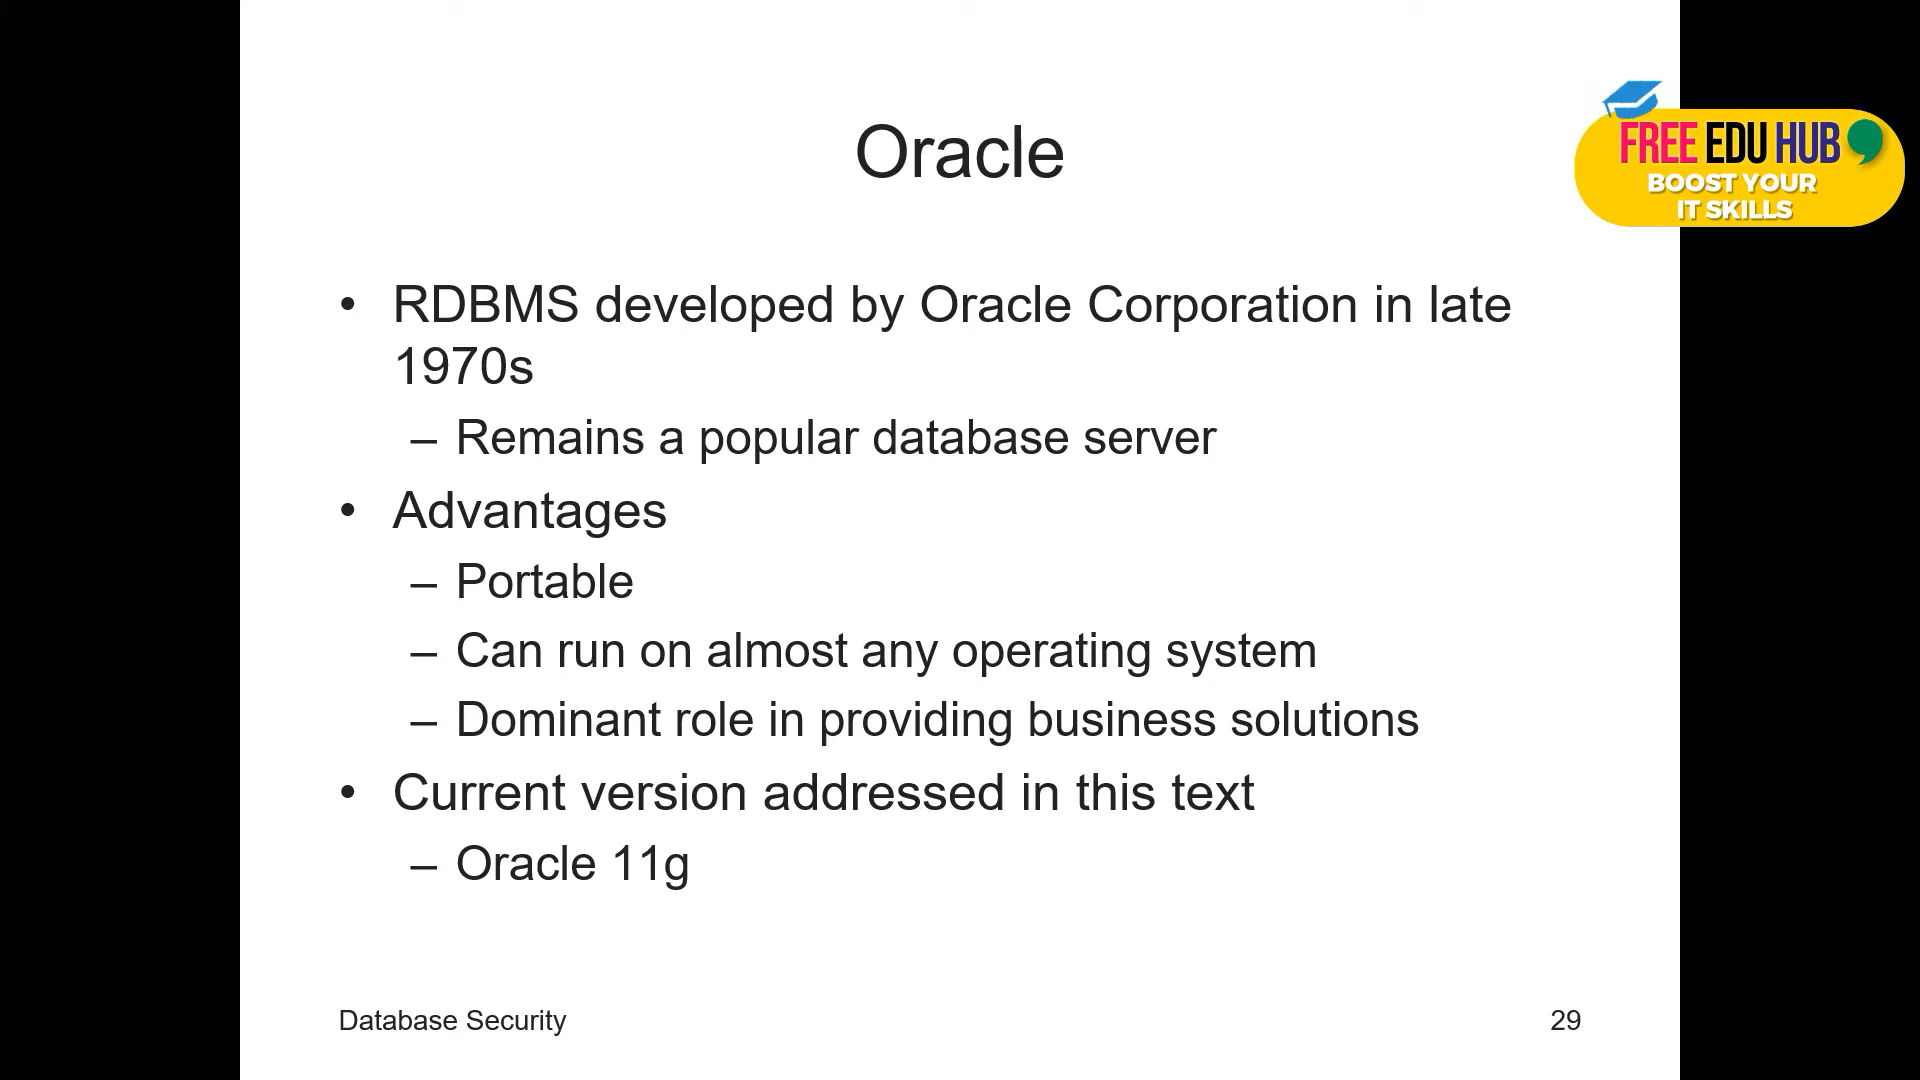 Oracle
FREE EDU HUB
BOOST YOUR
IT SKILLS
• RDBMS developed by Oracle Corporation in late
1970s
– Remains a popular database server
• Advantages
– Portable
– Can run on almost any operating system
– Dominant role in providing business solutions
• Current version addressed in this text
– Oracle 11g
Database Security
29